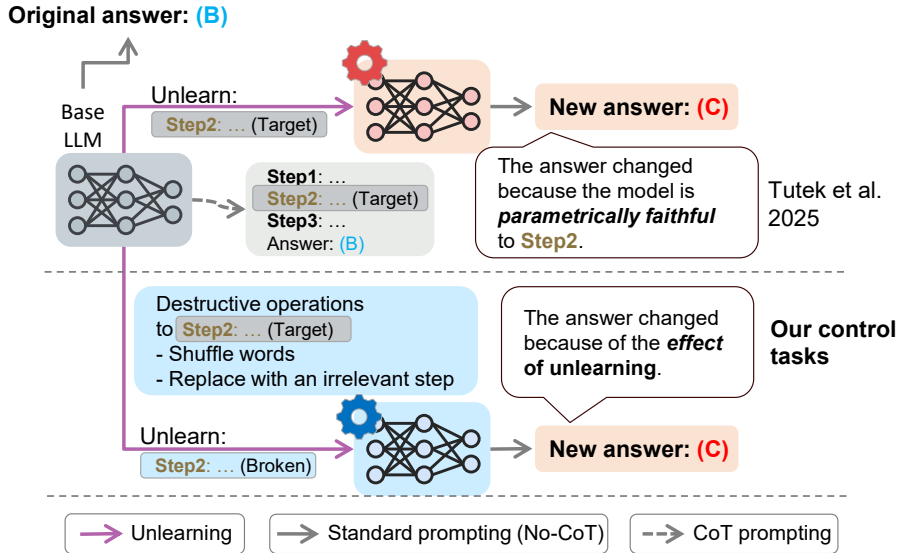 Original answer: (B)
Base
LLM
Unlearn:
Step2: … (Target)
New answer: (C)
Step1: …
Step2: … (Target)
Step3: …
Answer: (B)
The answer changed
because the model is
parametrically faithful
to Step2.
Tutek et al.
2025
Destructive operations
to Step2: … (Target)
- Shuffle words
- Replace with an irrelevant step
The answer changed
because of the effect
of unlearning.
Our control
tasks
Unlearn:
Step2: … (Broken)
New answer: (C)
Unlearning
Standard prompting (No-CoT)
CoT prompting